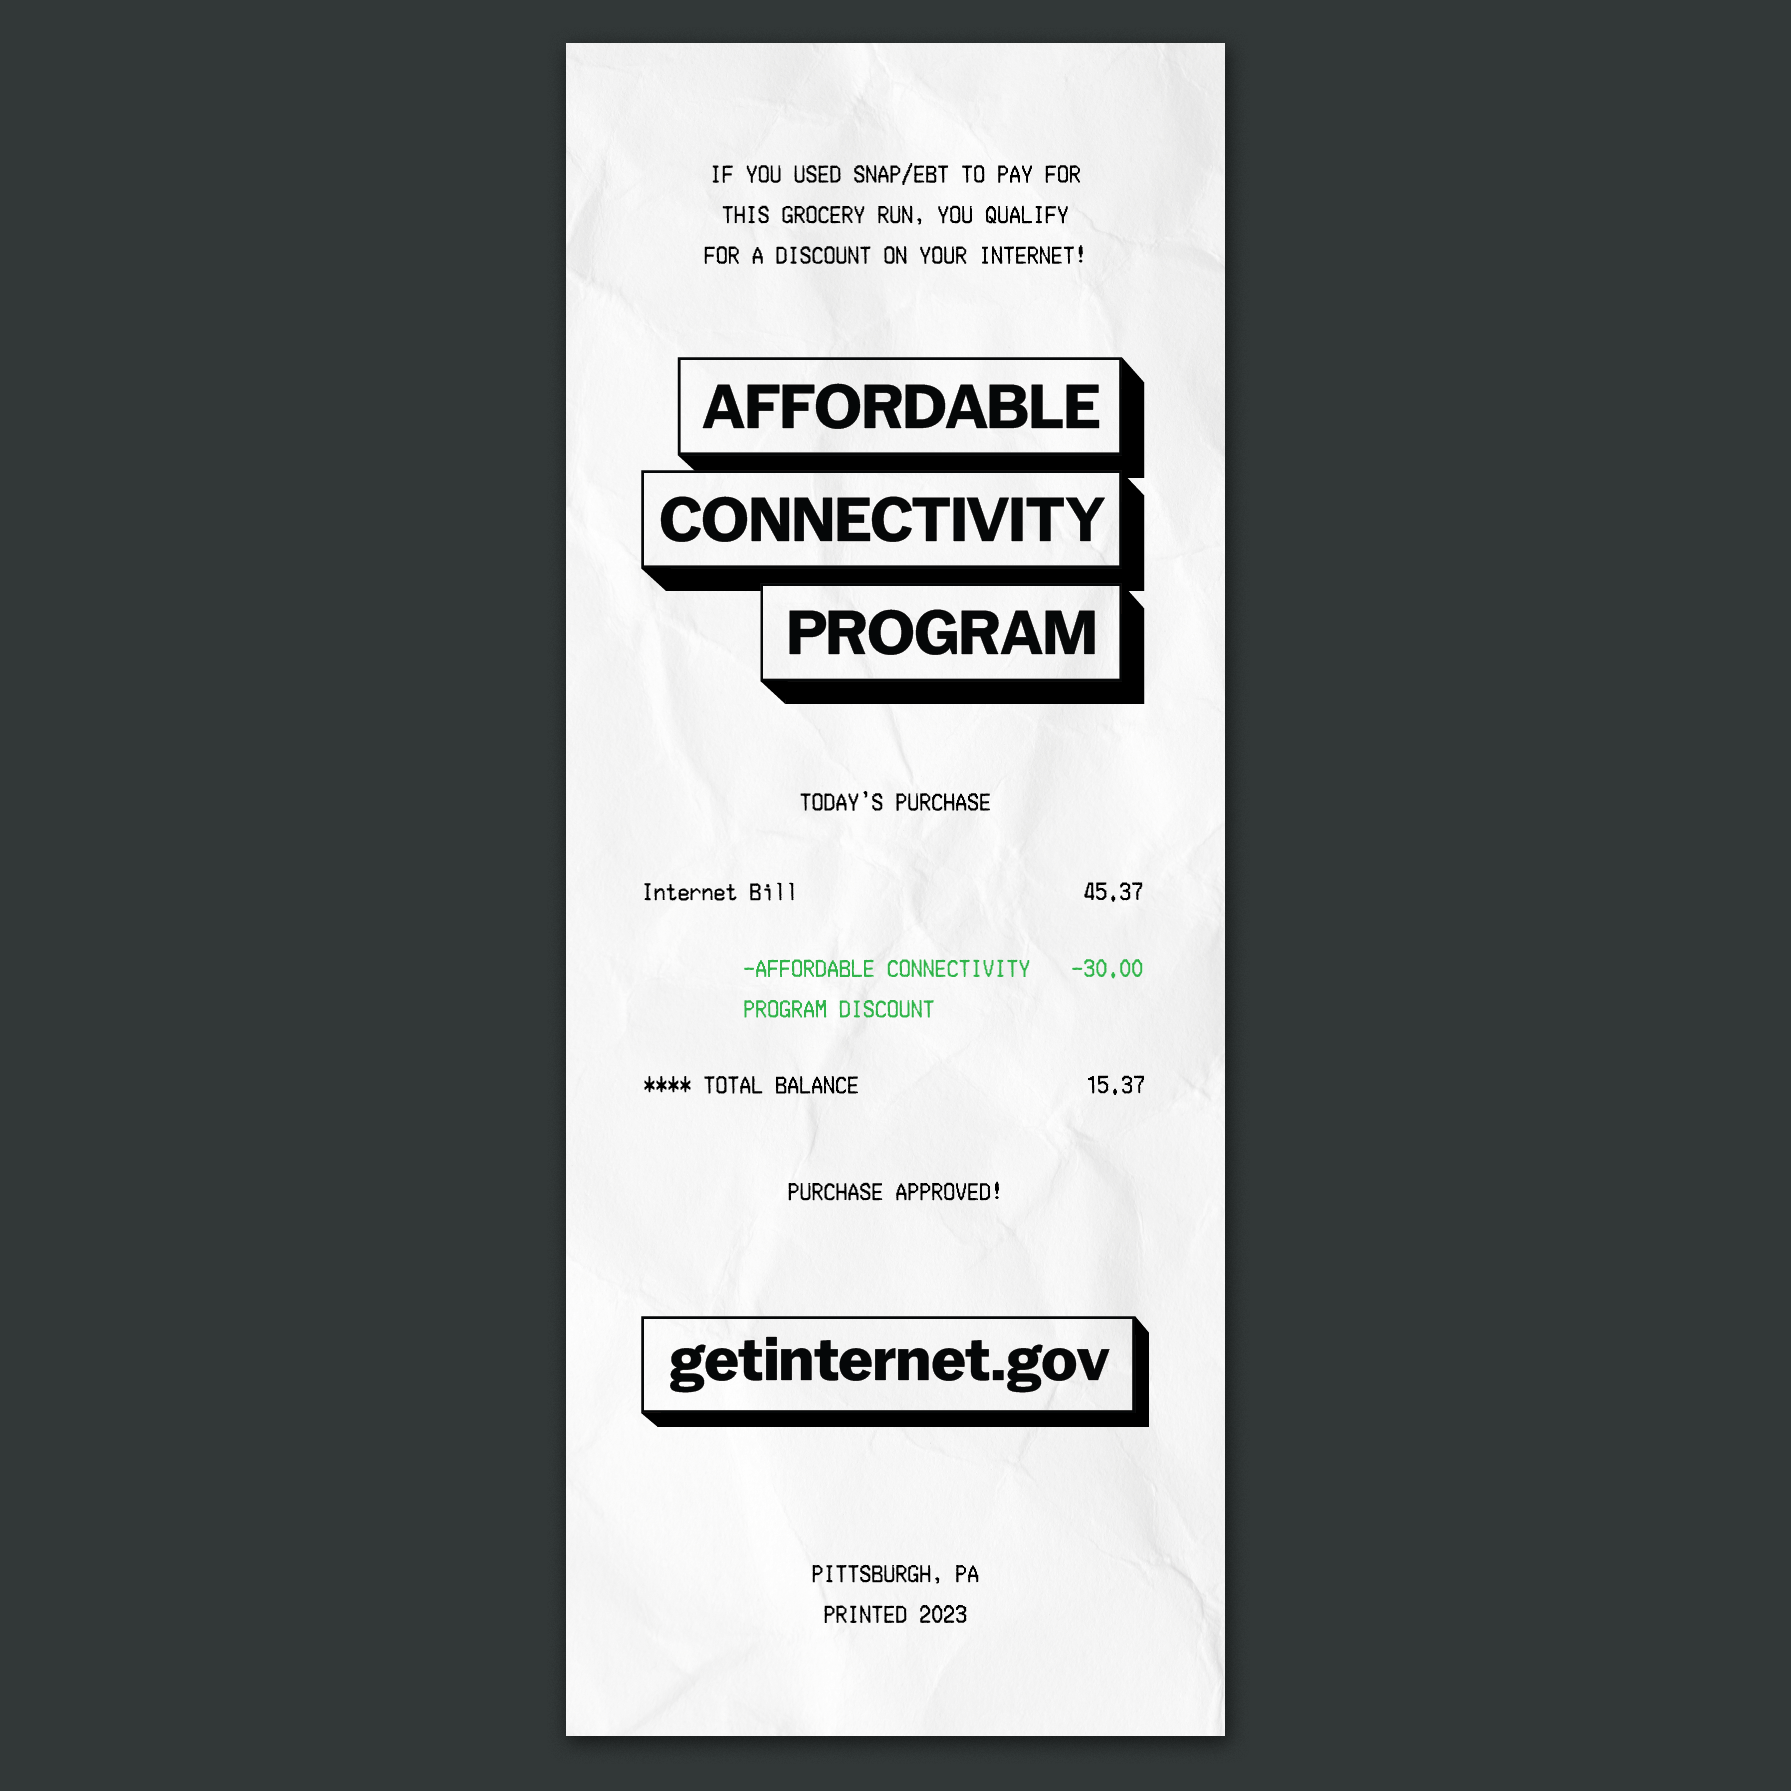 IF YOU USED SNAP/EBT TO PAY FOR
THIS GROCERY RUN, YOU QUALIFY
FOR A DISCOUNT ON YOUR INTERNET!
AFFORDABLE
CONNECTIVITY
PROGRAM
TODAY'S PURCHASE
Internet Bill 45.37
-AFFORDABLE CONNECTIVITY -30.00
PROGRAM DISCOUNT
**** TOTAL BALANCE 15.37
PURCHASE APPROVED!
getinternet.gov
PITTSBURGH, PA
PRINTED 2023